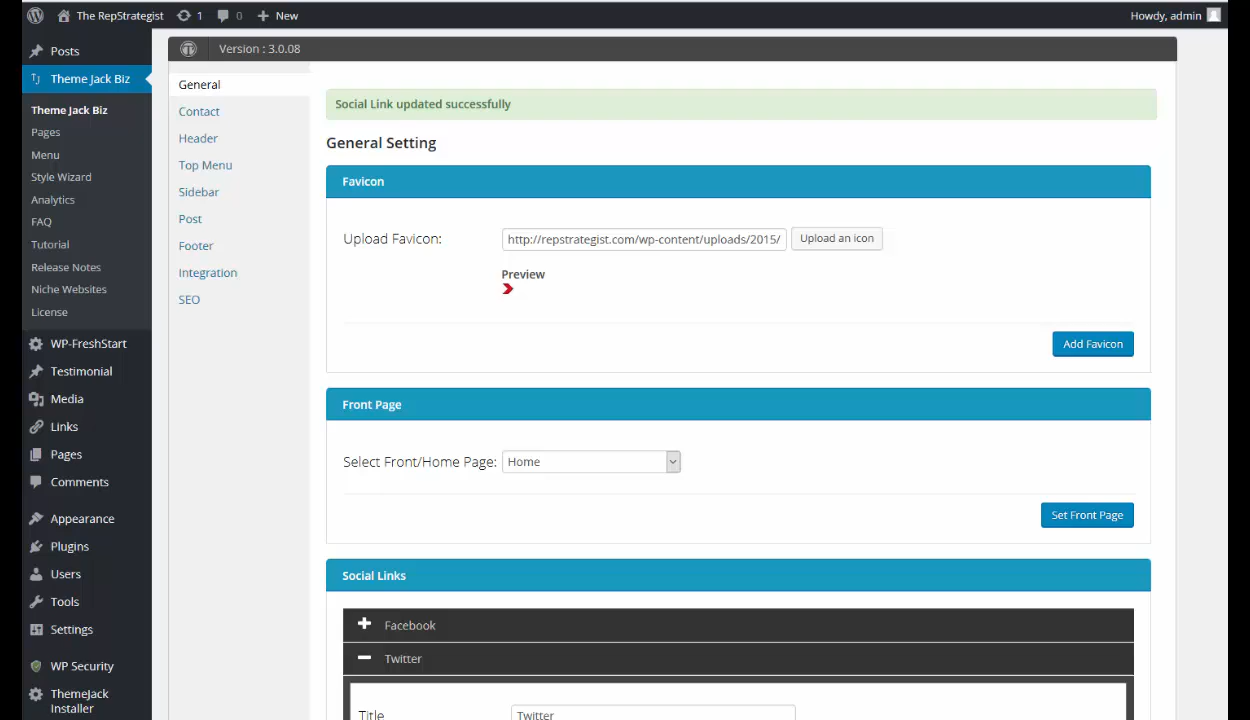 The RepStrategist 1 0 New Howdy, admin
Posts
Theme Jack Biz
Theme Jack Biz
Pages
Menu
Style Wizard
Analytics
FAQ
Tutorial
Release Notes
Niche Websites
License
WP-FreshStart
Testimonial
Media
Links
Pages
Comments
Appearance
Plugins
Users
Tools
Settings
WP Security
ThemeJack
Installer
Version : 3.0.08
General
Contact
Header
Top Menu
Sidebar
Post
Footer
Integration
SEO
Social Link updated successfully
General Setting
Favicon
Upload Favicon: http://repstrategist.com/wp-content/uploads/2015/ Upload an icon
Preview
Add Favicon
Front Page
Select Front/Home Page: Home
Set Front Page
Social Links
Facebook
Twitter
Title Twitter